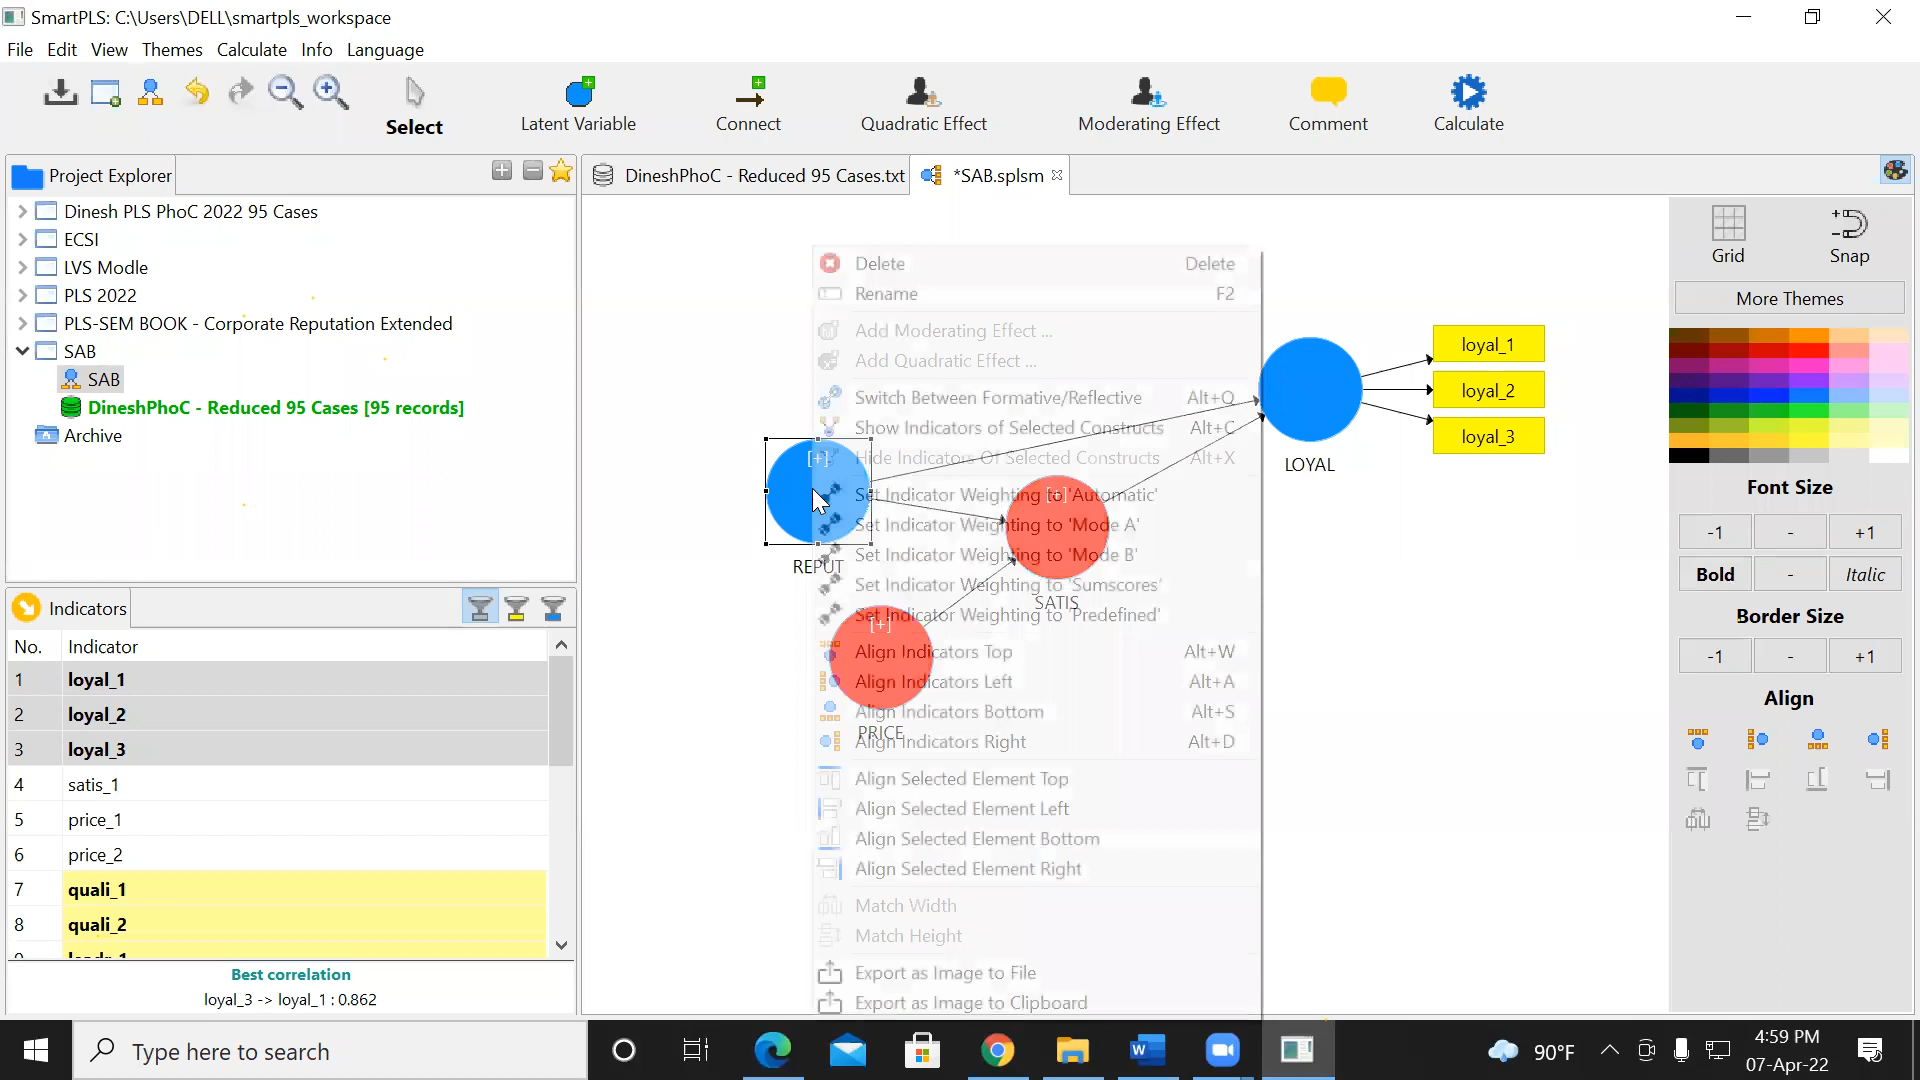 SmartPLS: C:\Users\DELL\smartpls_workspace
File Edit View Themes Calculate Info Language
Select
Latent Variable
Connect
Quadratic Effect
Moderating Effect
Comment
Calculate
Project Explorer
DineshPhoC - Reduced 95 Cases.txt
*SAB.splsm
Dinesh PLS PhoC 2022 95 Cases
ECSI
LVS Modle
PLS 2022
PLS-SEM BOOK - Corporate Reputation Extended
SAB
SAB
DineshPhoC - Reduced 95 Cases [95 records]
Archive
Indicators
No. Indicator
1 loyal_1
2 loyal_2
3 loyal_3
4 satis_1
5 price_1
6 price_2
7 quali_1
8 quali_2
Best correlation
loyal_3 -> loyal_1 : 0.862
Delete Delete
Rename F2
Add Moderating Effect ...
Add Quadratic Effect ...
Switch Between Formative/Reflective Alt+Q
Show Indicators of Selected Constructs Alt+C
Hide Indicators Of Selected Constructs Alt+X
Set Indicator Weighting to 'Automatic'
Set Indicator Weighting to 'Mode A'
Set Indicator Weighting to 'Mode B'
Set Indicator Weighting to 'Sumscores'
Set Indicator Weighting to 'Predefined'
Align Indicators Top Alt+W
Align Indicators Left Alt+A
Align Indicators Bottom Alt+S
Align Indicators Right Alt+D
Align Selected Element Top
Align Selected Element Left
Align Selected Element Bottom
Align Selected Element Right
Match Width
Match Height
Export as Image to File
Export as Image to Clipboard
[+]
REPUT
[+]
SATIS
[+]
PRICE
LOYAL
loyal_1
loyal_2
loyal_3
Grid
Snap
More Themes
Font Size
-1 - +1
Bold - Italic
Border Size
-1 - +1
Align
Type here to search
90°F
4:59 PM
07-Apr-22